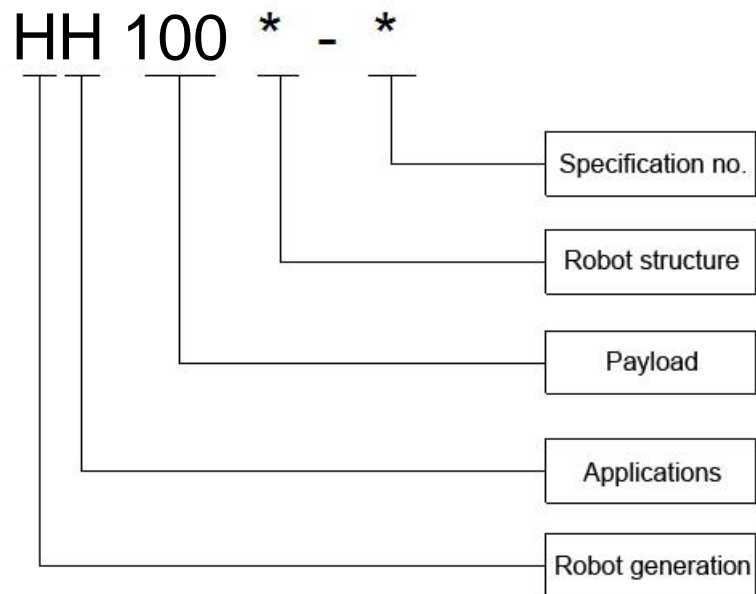 HH 100 * - *
Specification no.
Robot structure
Payload
Applications
Robot generation